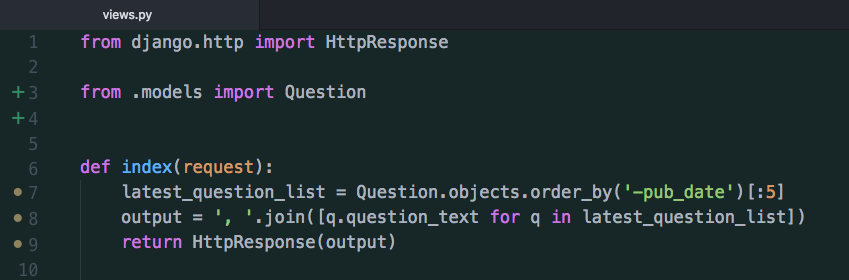 views.py
1 from django.http import HttpResponse
2
+3 from .models import Question
+4
5
6 def index(request):
7     latest_question_list = Question.objects.order_by('-pub_date')[:5]
8     output = ', '.join([q.question_text for q in latest_question_list])
9     return HttpResponse(output)
10